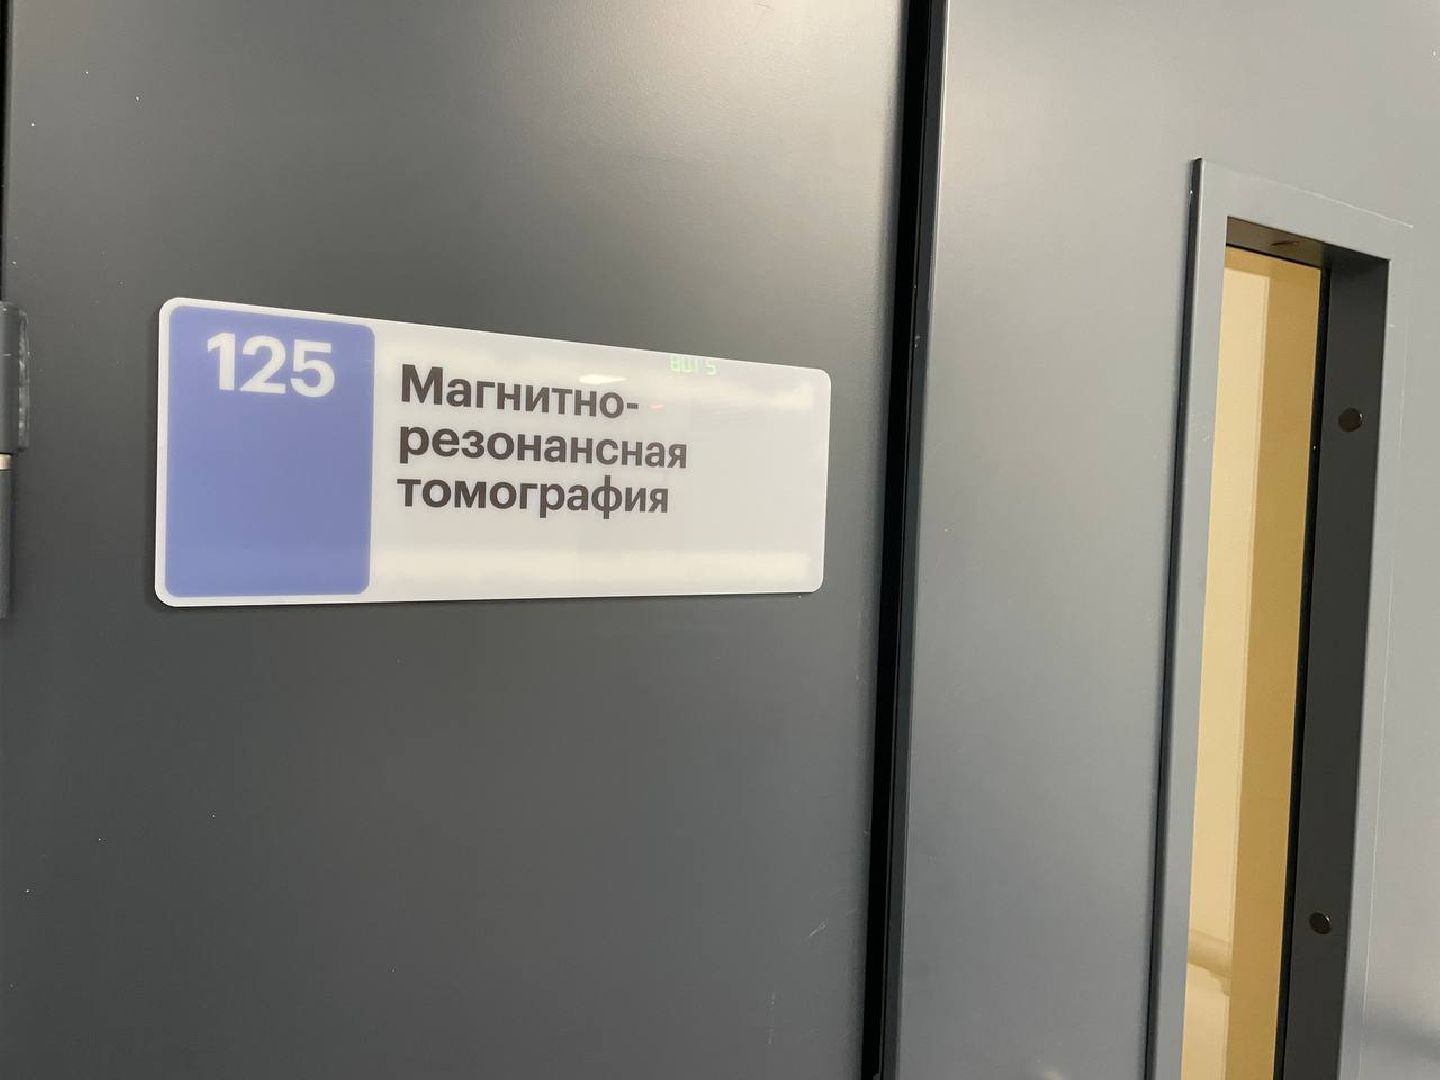 125
Магнитно-
резонансная
томография